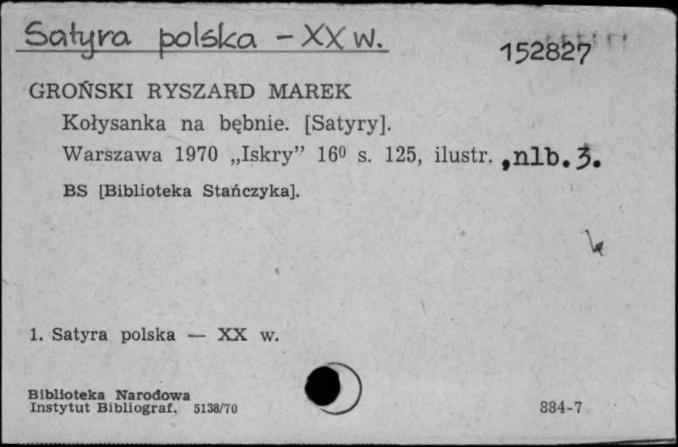 Satyra polska - XX w.
152827
GROŃSKI RYSZARD MAREK
Kołysanka na bębnie. [Satyry].
Warszawa 1970 „Iskry” 16⁰ s. 125, ilustr. , nlb. 3.
BS [Biblioteka Stańczyka].
1. Satyra polska — XX w.
Biblioteka Narodowa
Instytut Bibliograf. 5138/70
884-7